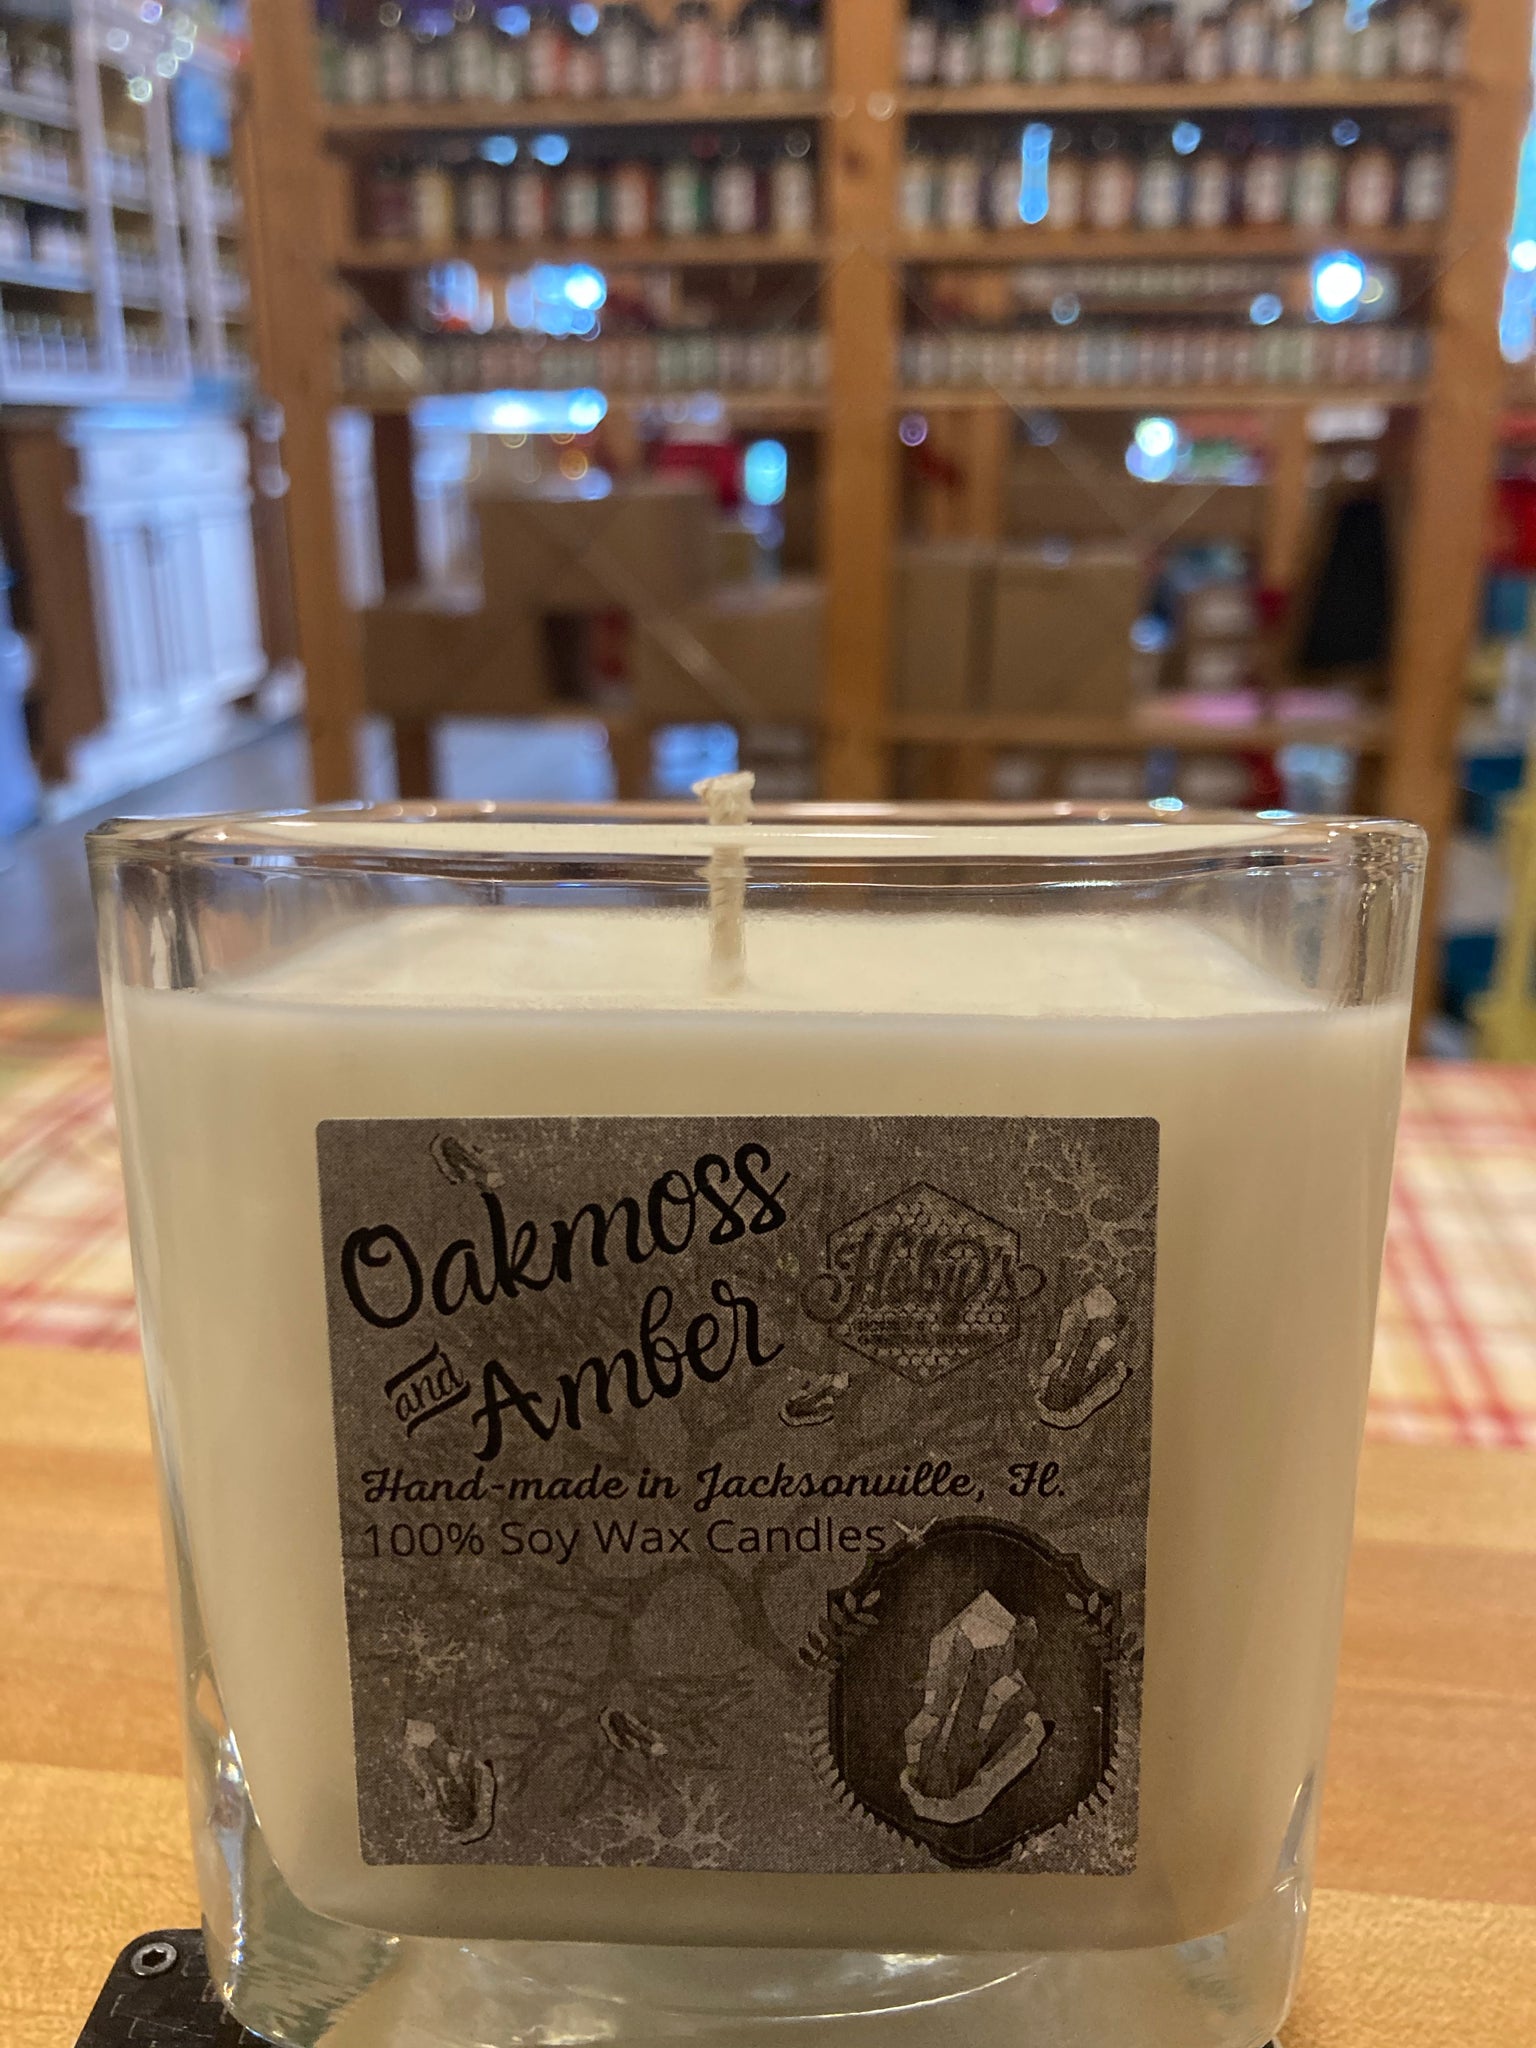 Oakmoss
and Amber
Hand-made in Jacksonville, Fl.
100% Soy Wax Candles